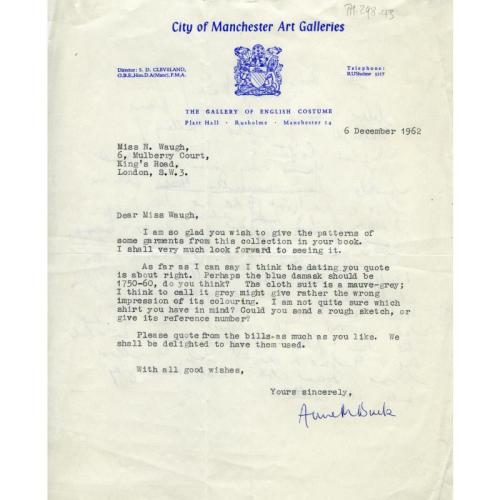 City of Manchester Art Galleries
Director: S. D. CLEVELAND,
O.B.E., Hon.D.A(Manc), F.M.A.
Telephone:
RUSholme
THE GALLERY OF ENGLISH COSTUME
Platt Hall · Rusholme · Manchester 14
6 December 1962
Miss N. Waugh,
6, Mulberry Court,
King's Road,
London, S.W.3.
Dear Miss Waugh,
I am so glad you wish to give the patterns of
some garments from this collection in your book.
I shall very much look forward to seeing it.
As far as I can say I think the dating you quote
is about right. Perhaps the blue damask should be
1750-60, do you think? The cloth suit is a mauve-grey;
I think to call it grey might give rather the wrong
impression of its colouring. I am not quite sure which
shirt you have in mind? Could you send a rough sketch, or
give its reference number?
Please quote from the bills-as much as you like. We
shall be delighted to have them used.
With all good wishes,
Yours sincerely,
Anne M Buck